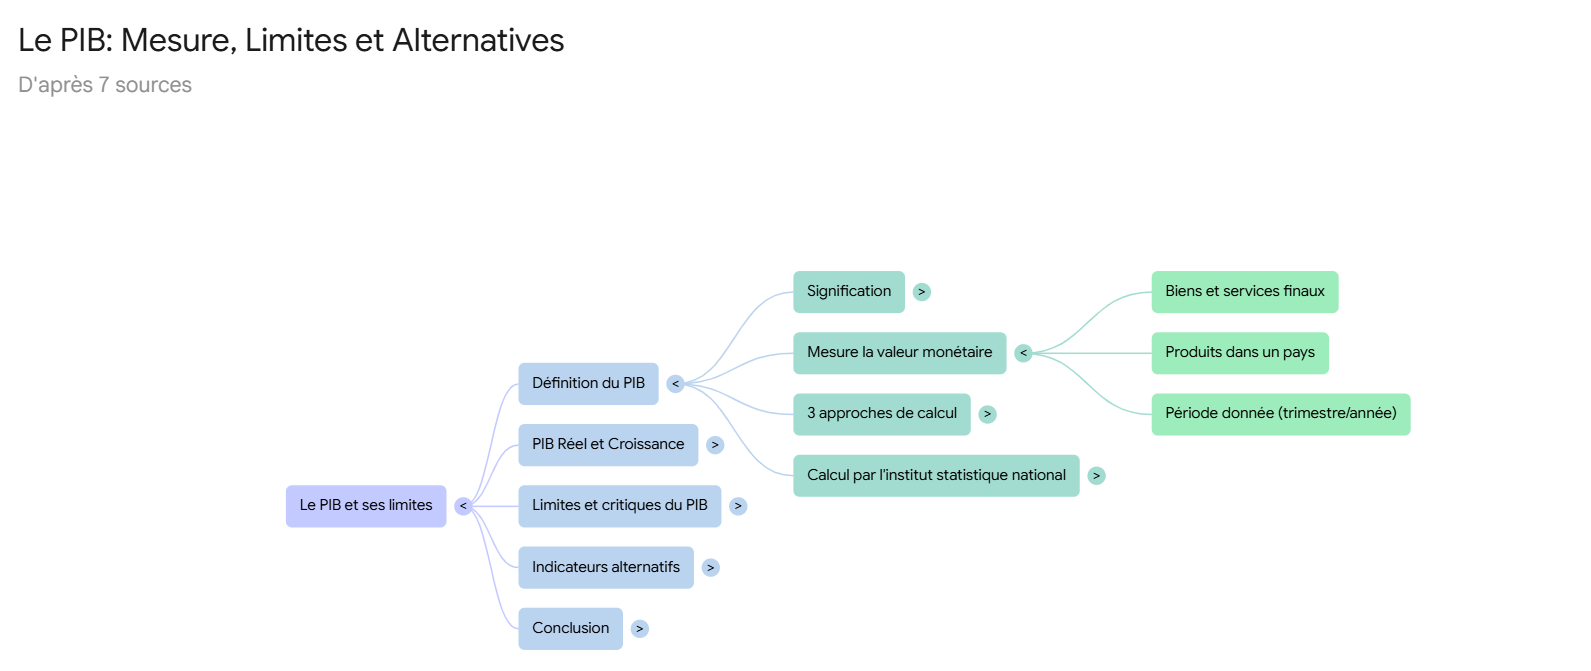 Le PIB: Mesure, Limites et Alternatives
D'après 7 sources
Le PIB et ses limites <
Définition du PIB <
PIB Réel et Croissance >
Limites et critiques du PIB >
Indicateurs alternatifs >
Conclusion >
Signification >
Mesure la valeur monétaire <
3 approches de calcul >
Calcul par l'institut statistique national >
Biens et services finaux
Produits dans un pays
Période donnée (trimestre/année)